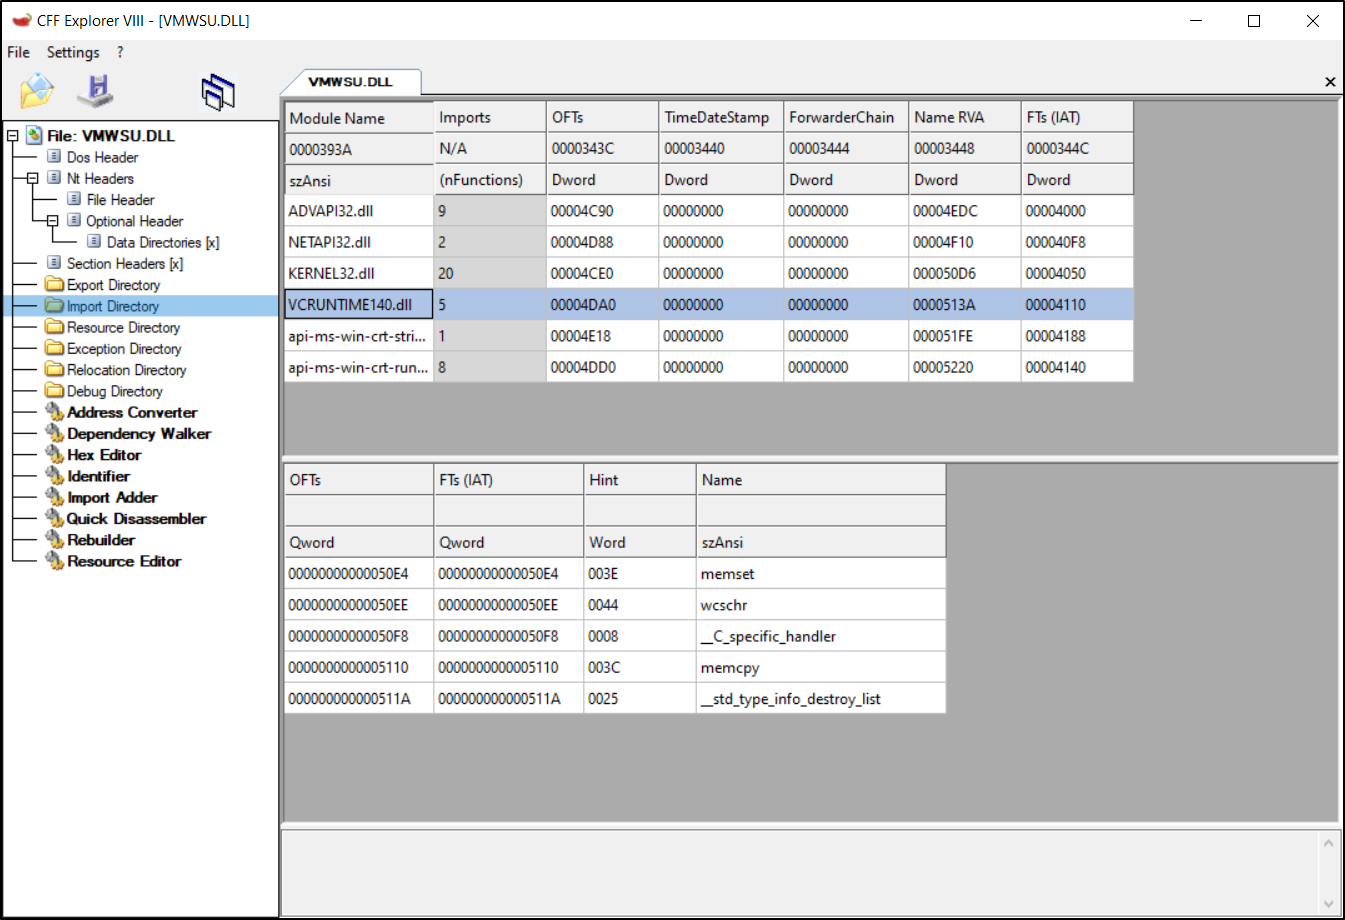 CFF Explorer VIII - [VMWSU.DLL]
File Settings ?
VMWSU.DLL
File: VMWSU.DLL
Dos Header
Nt Headers
File Header
Optional Header
Data Directories [x]
Section Headers [x]
Export Directory
Import Directory
Resource Directory
Exception Directory
Relocation Directory
Debug Directory
Address Converter
Dependency Walker
Hex Editor
Identifier
Import Adder
Quick Disassembler
Rebuilder
Resource Editor
Module Name Imports OFTs TimeDateStamp ForwarderChain Name RVA FTs (IAT)
0000393A N/A 0000343C 00003440 00003444 00003448 0000344C
szAnsi (nFunctions) Dword Dword Dword Dword Dword
ADVAPI32.dll 9 00004C90 00000000 00000000 00004EDC 00004000
NETAPI32.dll 2 00004D88 00000000 00000000 00004F10 000040F8
KERNEL32.dll 20 00004CE0 00000000 00000000 000050D6 00004050
VCRUNTIME140.dll 5 00004DA0 00000000 00000000 0000513A 00004110
api-ms-win-crt-stri... 1 00004E18 00000000 00000000 000051FE 00004188
api-ms-win-crt-run... 8 00004DD0 00000000 00000000 00005220 00004140
OFTs FTs (IAT) Hint Name
Qword Qword Word szAnsi
00000000000050E4 00000000000050E4 003E memset
00000000000050EE 00000000000050EE 0044 wcschr
00000000000050F8 00000000000050F8 0008 __C_specific_handler
0000000000005110 0000000000005110 003C memcpy
000000000000511A 000000000000511A 0025 __std_type_info_destroy_list